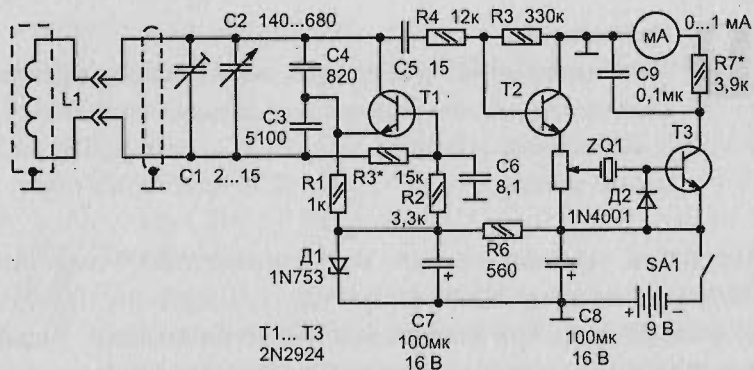 C2 140...680
R4 12к
R3 330к
0...1 мА
мА
C4
820
C5 15
T1
T2
C9
0,1мк
R7*
3,9к
L1
C3
5100
ZQ1
T3
C1 2...15
R3* 15к
C6
8,1
R1
1к
R2
3,3к
Д2
1N4001
R6
560
SA1
Д1
1N753
+
+
+ −
9 В
C7
100мк
16 В
C8
100мк
16 В
T1...T3
2N2924